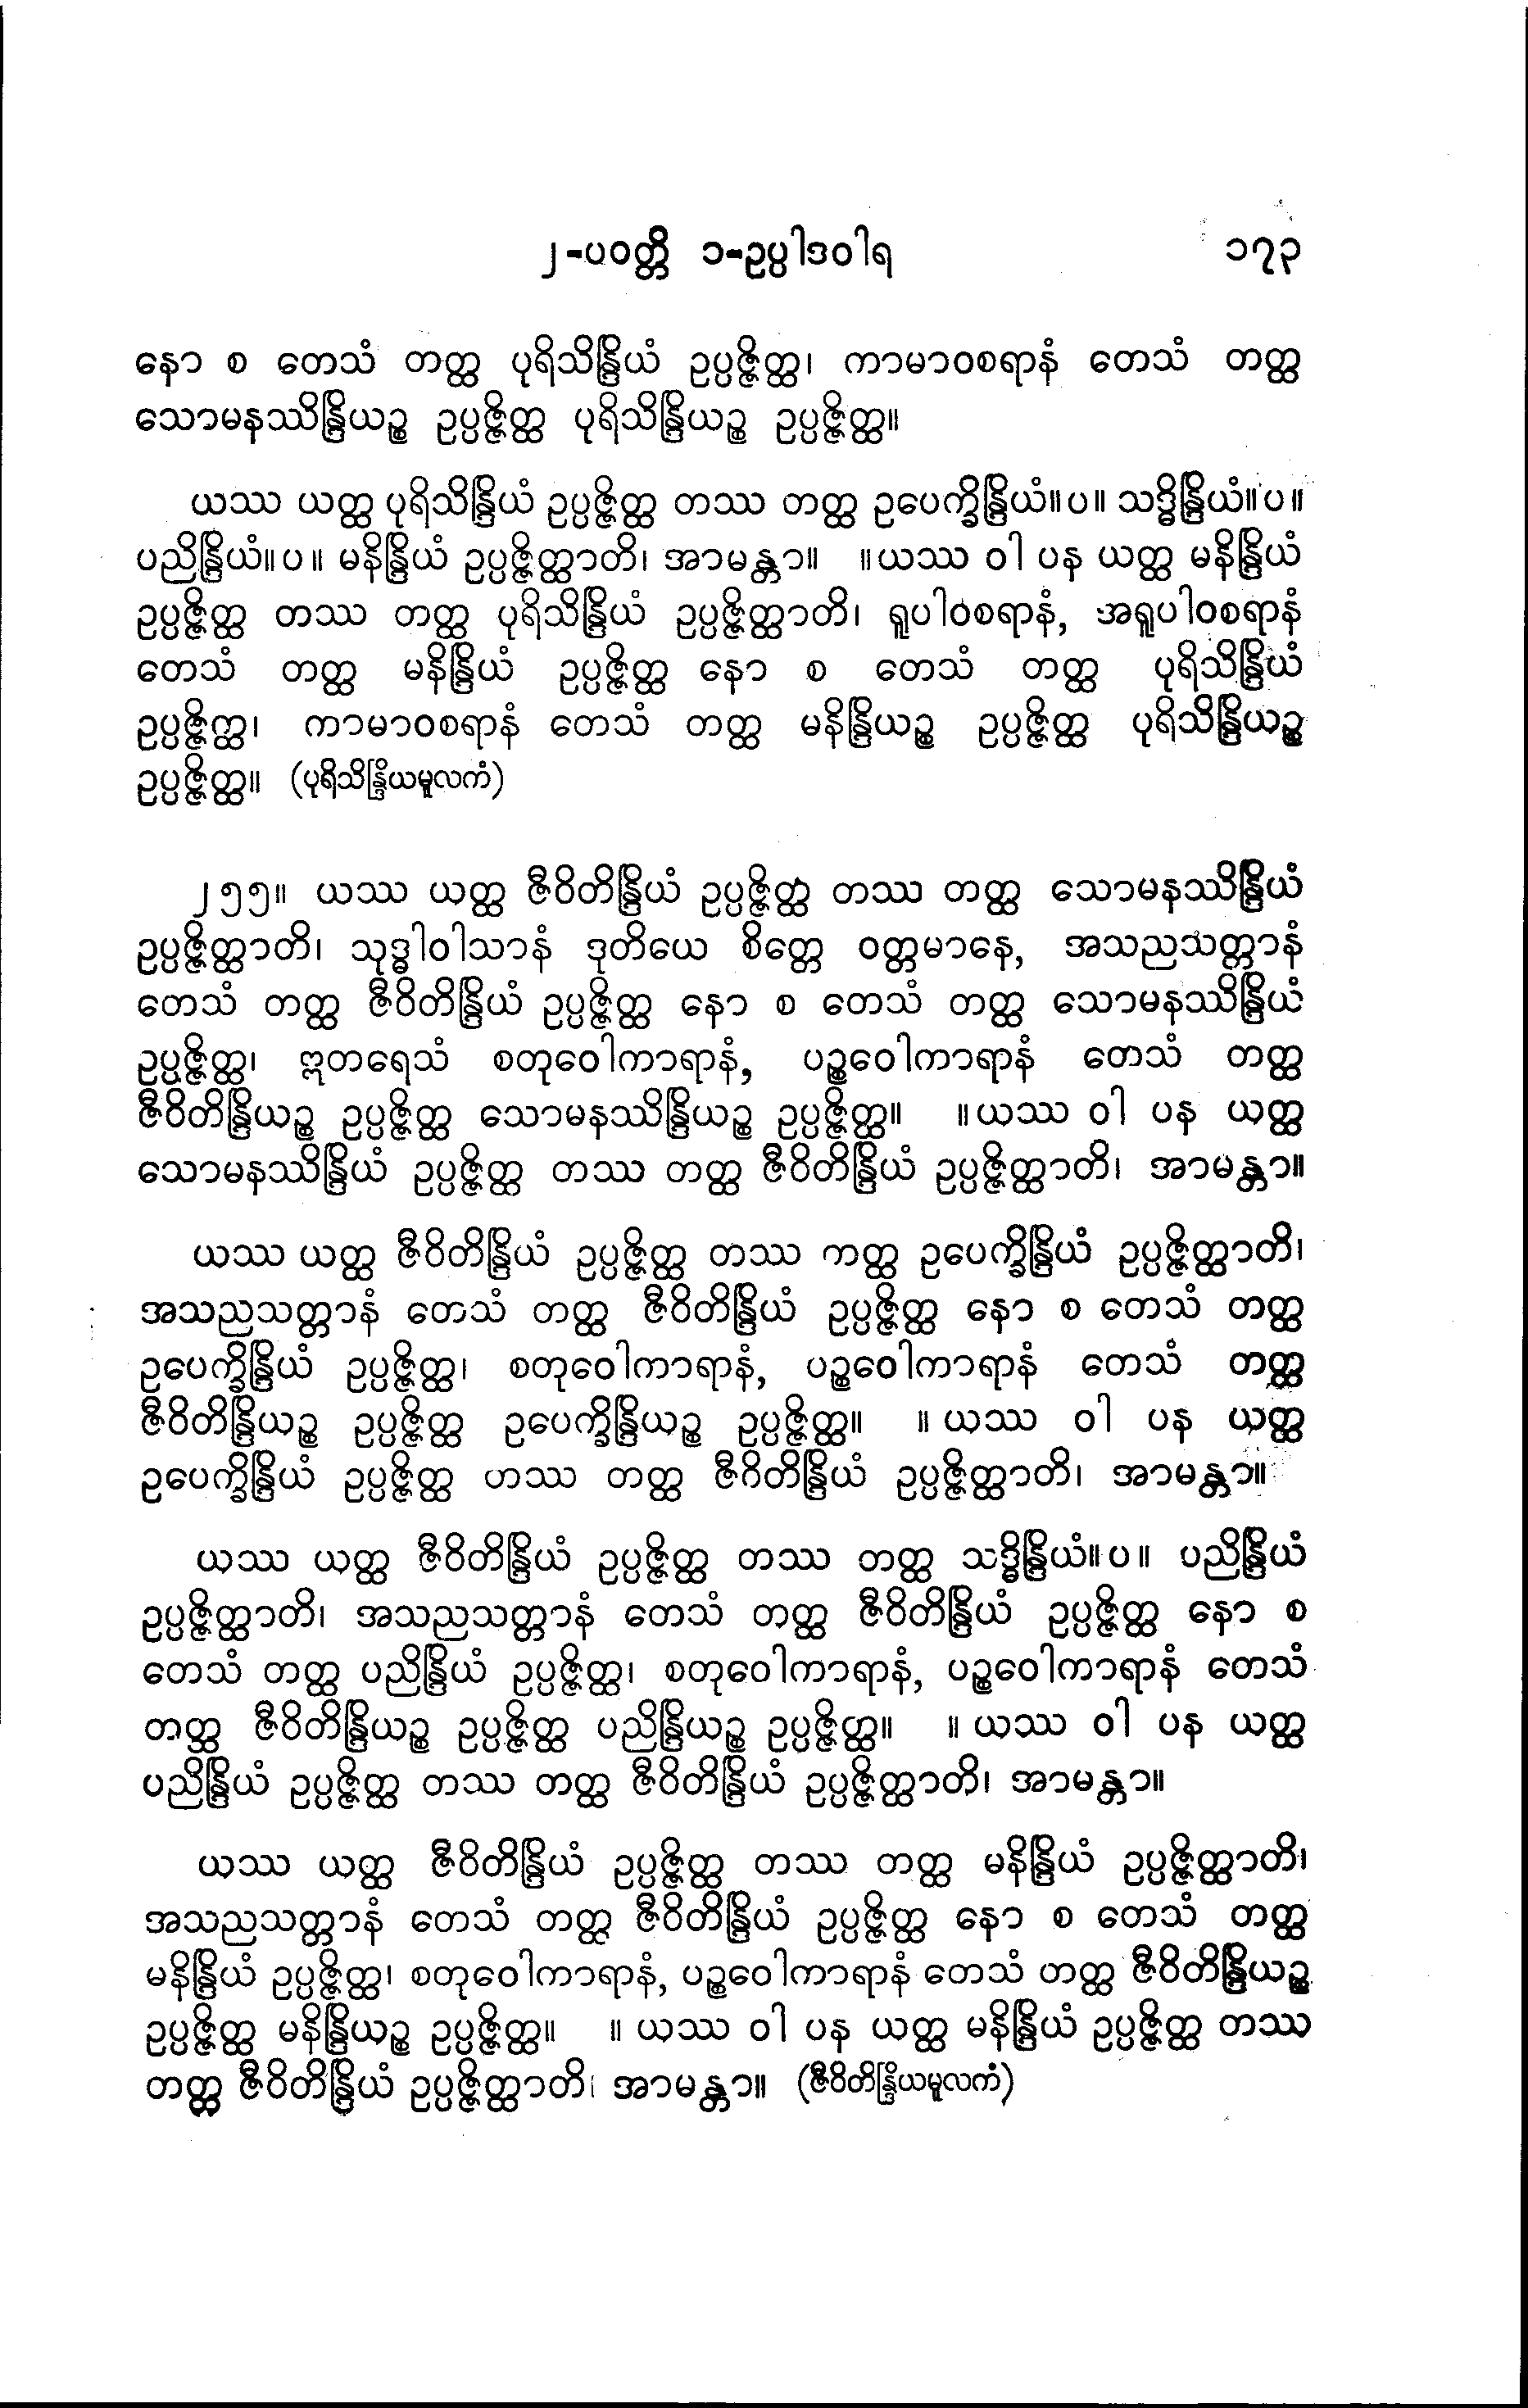 ၂-ပဝတ္တိ ၁-ဥပ္ပါဒဝါရ ၁၇၃
နော စ တေသံ တတ္ထ ပုရိသိန္ဒြိယံ ဥပ္ပဇ္ဇိတ္ထ၊ ကာမာဝစရာနံ တေသံ တတ္ထ
သောမနဿိန္ဒြိယဉ္စ ဥပ္ပဇ္ဇိတ္ထ ပုရိသိန္ဒြိယဉ္စ ဥပ္ပဇ္ဇိတ္ထ။
ယဿ ယတ္ထ ပုရိသိန္ဒြိယံ ဥပ္ပဇ္ဇိတ္ထ တဿ တတ္ထ ဥပေက္ခိန္ဒြိယံ။ပ။ သဒ္ဓိန္ဒြိယံ။ပ။
ပညိန္ဒြိယံ။ပ။ မနိန္ဒြိယံ ဥပ္ပဇ္ဇိတ္ထာတိ၊ အာမန္တာ။ ။ယဿ ဝါ ပန ယတ္ထ မနိန္ဒြိယံ
ဥပ္ပဇ္ဇိတ္ထ တဿ တတ္ထ ပုရိသိန္ဒြိယံ ဥပ္ပဇ္ဇိတ္ထာတိ၊ ရူပါဝစရာနံ, အရူပါဝစရာနံ
တေသံ တတ္ထ မနိန္ဒြိယံ ဥပ္ပဇ္ဇိတ္ထ နော စ တေသံ တတ္ထ ပုရိသိန္ဒြိယံ
ဥပ္ပဇ္ဇိက္ထ၊ ကာမာဝစရာနံ တေသံ တတ္ထ မနိန္ဒြိယဉ္စ ဥပ္ပဇ္ဇိတ္ထ ပုရိသိန္ဒြိယဉ္စ
ဥပ္ပဇ္ဇိတ္ထ။ (ပုရိသိန္ဒြိယမူလကံ)
၂၅၅။ ယဿ ယတ္ထ ဇီဝိတိန္ဒြိယံ ဥပ္ပဇ္ဇိတ္ထ တဿ တတ္ထ သောမနဿိန္ဒြိယံ
ဥပ္ပဇ္ဇိတ္ထာတိ၊ သုဒ္ဓါဝါသာနံ ဒုတိယေ စိတ္တေ ဝတ္တမာနေ, အသညသတ္တာနံ
တေသံ တတ္ထ ဇီဝိတိန္ဒြိယံ ဥပ္ပဇ္ဇိတ္ထ နော စ တေသံ တတ္ထ သောမနဿိန္ဒြိယံ
ဥပ္ပဇ္ဇိတ္ထ၊ ဣတရေသံ စတုဝေါကာရာနံ, ပဉ္စဝေါကာရာနံ တေသံ တတ္ထ
ဇီဝိတိန္ဒြိယဉ္စ ဥပ္ပဇ္ဇိတ္ထ သောမနဿိန္ဒြိယဉ္စ ဥပ္ပဇ္ဇိတ္ထ။ ။ယဿ ဝါ ပန ယတ္ထ
သောမနဿိန္ဒြိယံ ဥပ္ပဇ္ဇိတ္ထ တဿ တတ္ထ ဇီဝိတိန္ဒြိယံ ဥပ္ပဇ္ဇိတ္ထာတိ၊ အာမန္တာ။
ယဿ ယတ္ထ ဇီဝိတိန္ဒြိယံ ဥပ္ပဇ္ဇိတ္ထ တဿ ကတ္ထ ဥပေက္ခိန္ဒြိယံ ဥပ္ပဇ္ဇိတ္ထာတိ၊
အသညသတ္တာနံ တေသံ တတ္ထ ဇီဝိတိန္ဒြိယံ ဥပ္ပဇ္ဇိတ္ထ နော စ တေသံ တတ္ထ
ဥပေက္ခိန္ဒြိယံ ဥပ္ပဇ္ဇိတ္ထ၊ စတုဝေါကာရာနံ, ပဉ္စဝေါကာရာနံ တေသံ တတ္ထ
ဇီဝိတိန္ဒြိယဉ္စ ဥပ္ပဇ္ဇိတ္ထ ဥပေက္ခိန္ဒြိယဉ္စ ဥပ္ပဇ္ဇိတ္ထ။ ။ ယဿ ဝါ ပန ယတ္ထ
ဥပေက္ခိန္ဒြိယံ ဥပ္ပဇ္ဇိတ္ထ ဟဿ တတ္ထ ဇီဂိတိန္ဒြိယံ ဥပ္ပဇ္ဇိတ္ထာတိ၊ အာမန္တာ။
ယဿ ယတ္ထ ဇီဝိတိန္ဒြိယံ ဥပ္ပဇ္ဇိတ္ထ တဿ တတ္ထ သဒ္ဓိန္ဒြိယံ။ပ။ ပညိန္ဒြိယံ
ဥပ္ပဇ္ဇိတ္ထာတိ၊ အသညသတ္တာနံ တေသံ တတ္ထ ဇီဝိတိန္ဒြိယံ ဥပ္ပဇ္ဇိတ္ထ နော စ
တေသံ တတ္ထ ပညိန္ဒြိယံ ဥပ္ပဇ္ဇိတ္ထ၊ စတုဝေါကာရာနံ, ပဉ္စဝေါကာရာနံ တေသံ
တတ္ထ ဇီဝိတိန္ဒြိယဉ္စ ဥပ္ပဇ္ဇိတ္ထ ပညိန္ဒြိယဉ္စ ဥပ္ပဇ္ဇိတ္ထ။ ။ ယဿ ဝါ ပန ယတ္ထ
ပညိန္ဒြိယံ ဥပ္ပဇ္ဇိတ္ထ တဿ တတ္ထ ဇီဝိတိန္ဒြိယံ ဥပ္ပဇ္ဇိတ္ထာတိ၊ အာမန္တာ။
ယဿ ယတ္ထ ဇီဝိတိန္ဒြိယံ ဥပ္ပဇ္ဇိတ္ထ တဿ တတ္ထ မနိန္ဒြိယံ ဥပ္ပဇ္ဇိတ္ထာတိ၊
အသညသတ္တာနံ တေသံ တတ္ထ ဇီဝိတိန္ဒြိယံ ဥပ္ပဇ္ဇိတ္ထ နော စ တေသံ တတ္ထ
မနိန္ဒြိယံ ဥပ္ပဇ္ဇိတ္ထ၊ စတုဝေါကာရာနံ, ပဉ္စဝေါကာရာနံ တေသံ ဟတ္ထ ဇီဝိတိန္ဒြိယဉ္စ
ဥပ္ပဇ္ဇိတ္ထ မနိန္ဒြိယဉ္စ ဥပ္ပဇ္ဇိတ္ထ။ ။ ယဿ ဝါ ပန ယတ္ထ မနိန္ဒြိယံ ဥပ္ပဇ္ဇိတ္ထ တဿ
တတ္ထ ဇီဝိတိန္ဒြိယံ ဥပ္ပဇ္ဇိတ္ထာတိ၊ အာမန္တာ။ (ဇီဝိတိန္ဒြိယမူလကံ)